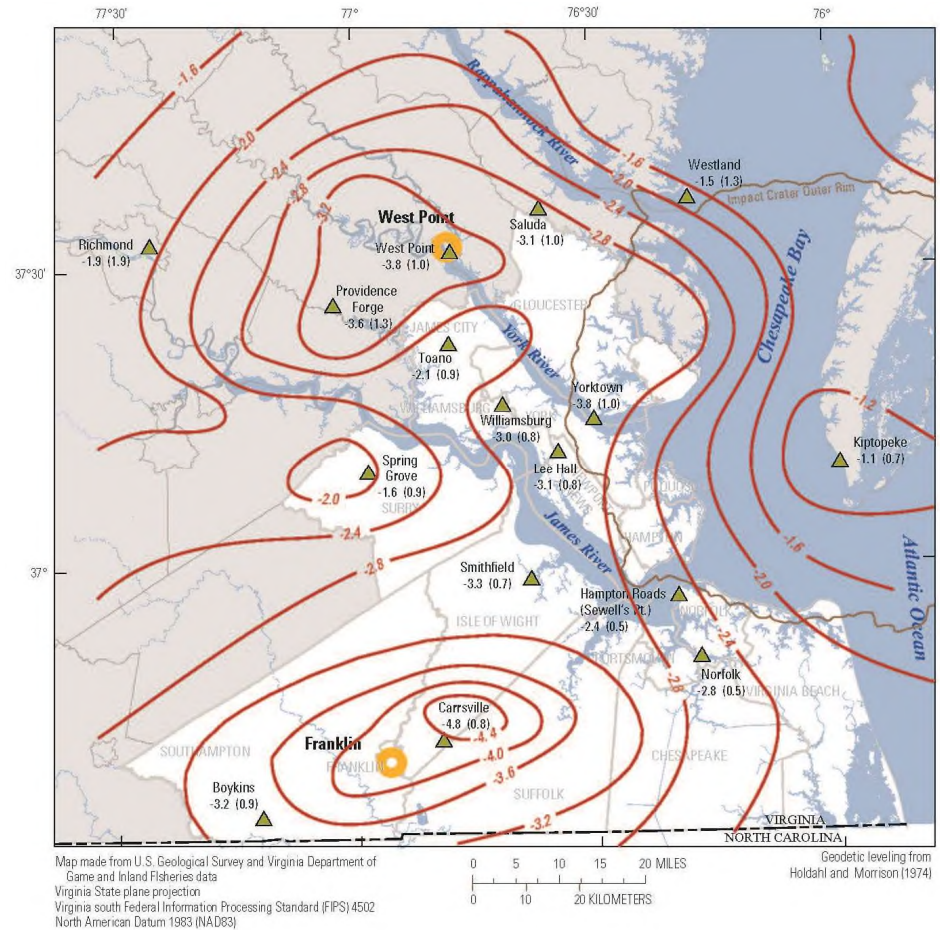 77°30'
77°
76°30'
76°
-1.6
-2.0
-2.4
-2.8
-3.2
Rappahannock River
-1.6
-2.0
-2.4
-2.8
Westland
-1.5 (1.3)
Impact Crater Outer Rim
West Point
West Point
-3.8 (1.0)
Saluda
-3.1 (1.0)
Richmond
-1.9 (1.9)
37°30'
37°30'
Chesapeake Bay
Providence
Forge
-3.6 (1.3)
GLOUCESTER
JAMES CITY
York River
Toano
-2.1 (0.9)
Yorktown
-3.8 (1.0)
-1.2
WILLIAMSBURG
YORK
Williamsburg
-3.0 (0.8)
Kiptopeke
-1.1 (0.7)
Spring
Grove
-1.6 (0.9)
Lee Hall
-3.1 (0.8)
NEWPORT
NEWS
POQUOSON
-2.0
SURRY
-2.4
James River
HAMPTON
-1.6
Atlantic Ocean
37°
37°
-2.8
Smithfield
-3.3 (0.7)
-2.0
Hampton Roads
(Sewell's Pt.)
-2.4 (0.5)
NORFOLK
ISLE OF WIGHT
-2.4
PORTSMOUTH
Norfolk
-2.8 (0.5)
-2.8
VIRGINIA BEACH
Carrsville
-4.8 (0.8)
-4.4
Franklin
SOUTHAMPTON
FRANKLIN
-4.0
CHESAPEAKE
-3.6
Boykins
-3.2 (0.9)
SUFFOLK
-3.2
VIRGINIA
NORTH CAROLINA
Map made from U.S. Geological Survey and Virginia Department of
Game and Inland FIsheries data
Virginia State plane projection
Virginia south Federal Information Processing Standard (FIPS) 4502
North American Datum 1983 (NAD83)
0 5 10 15 20 MILES
0 10 20 KILOMETERS
Geodetic leveling from
Holdahl and Morrison (1974)